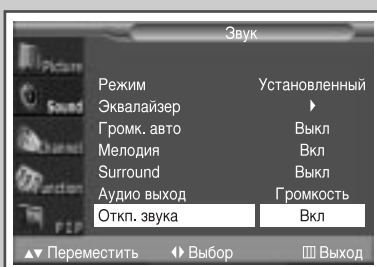 Звук
Picture
Sound
Channel
Function
PIP
Режим Установленный
Эквалайзер
Громк. авто Выкл
Мелодия Вкл
Surround Выкл
Аудио выход Громкость
Откп. звука Вкл
Переместить Выбор Выход